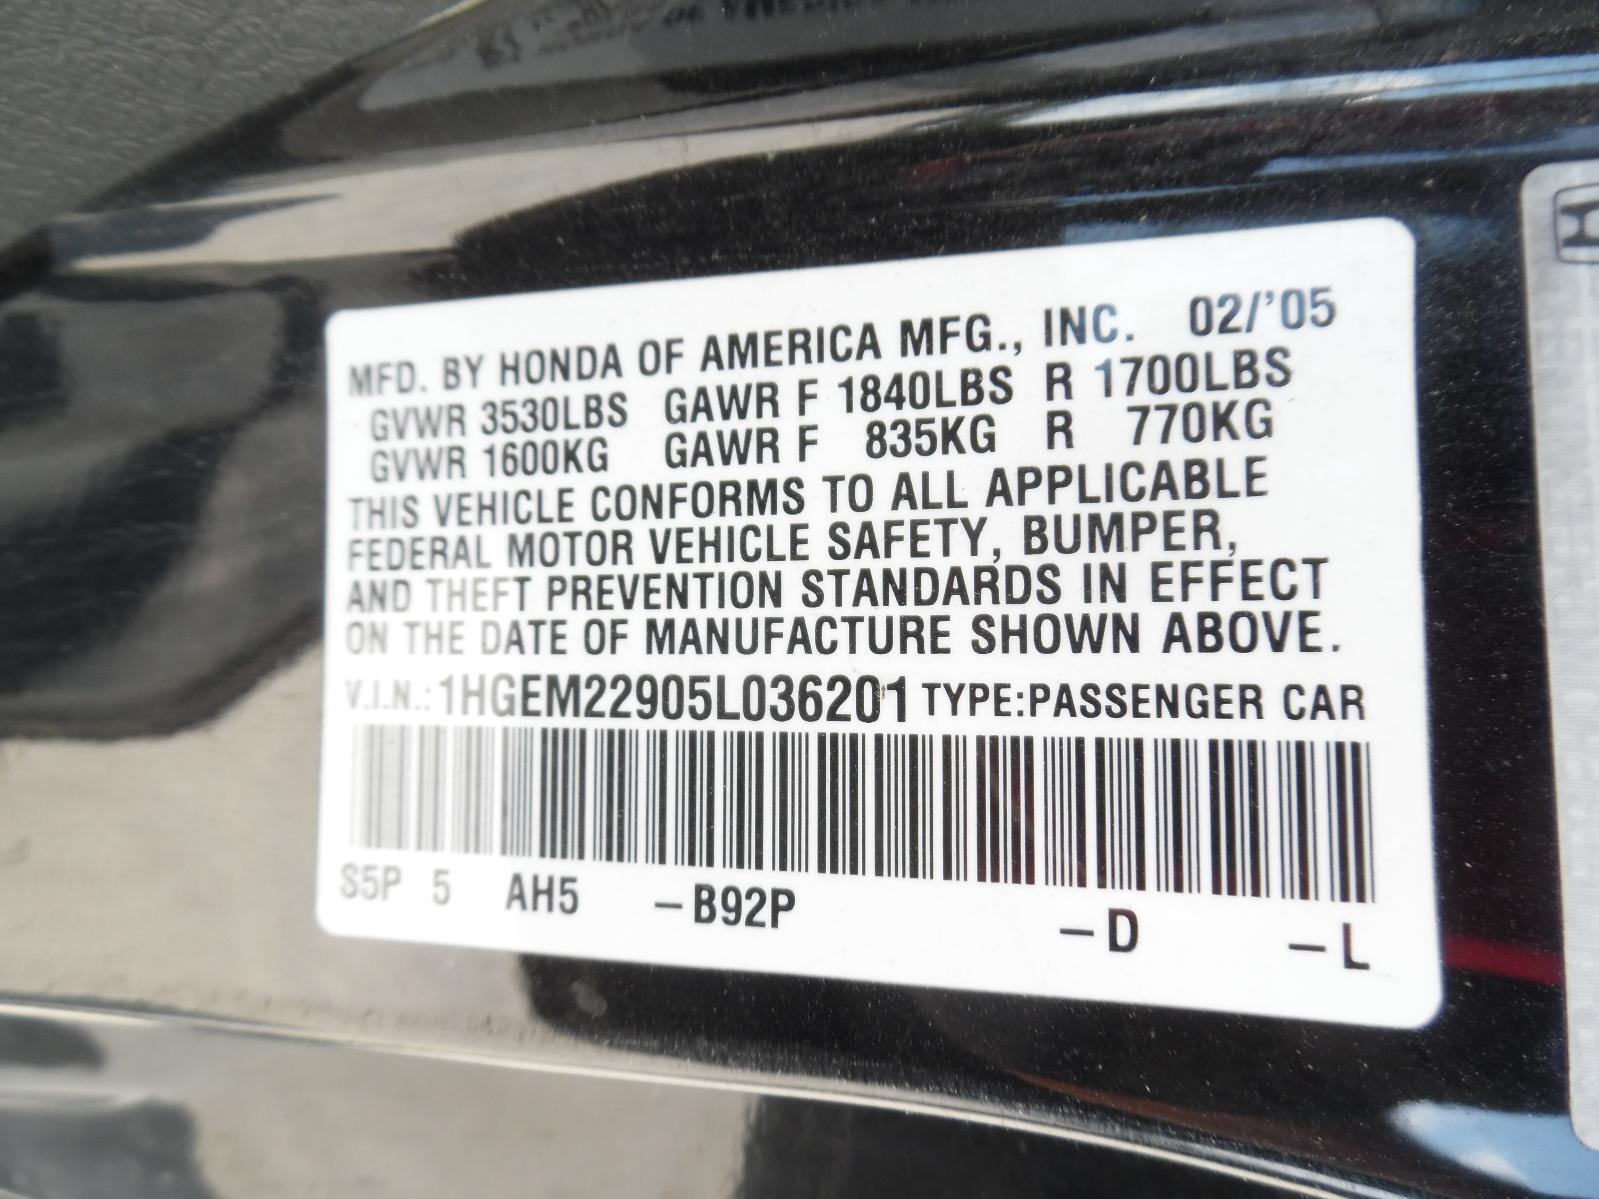 MFD. BY HONDA OF AMERICA MFG., INC. 02/'05
GVWR 3530LBS GAWR F 1840LBS R 1700LBS
GVWR 1600KG GAWR F 835KG R 770KG
THIS VEHICLE CONFORMS TO ALL APPLICABLE
FEDERAL MOTOR VEHICLE SAFETY, BUMPER,
AND THEFT PREVENTION STANDARDS IN EFFECT
ON THE DATE OF MANUFACTURE SHOWN ABOVE.
V.I.N.: 1HGEM22905L036201 TYPE:PASSENGER CAR
S5P 5 AH5 –B92P –D –L